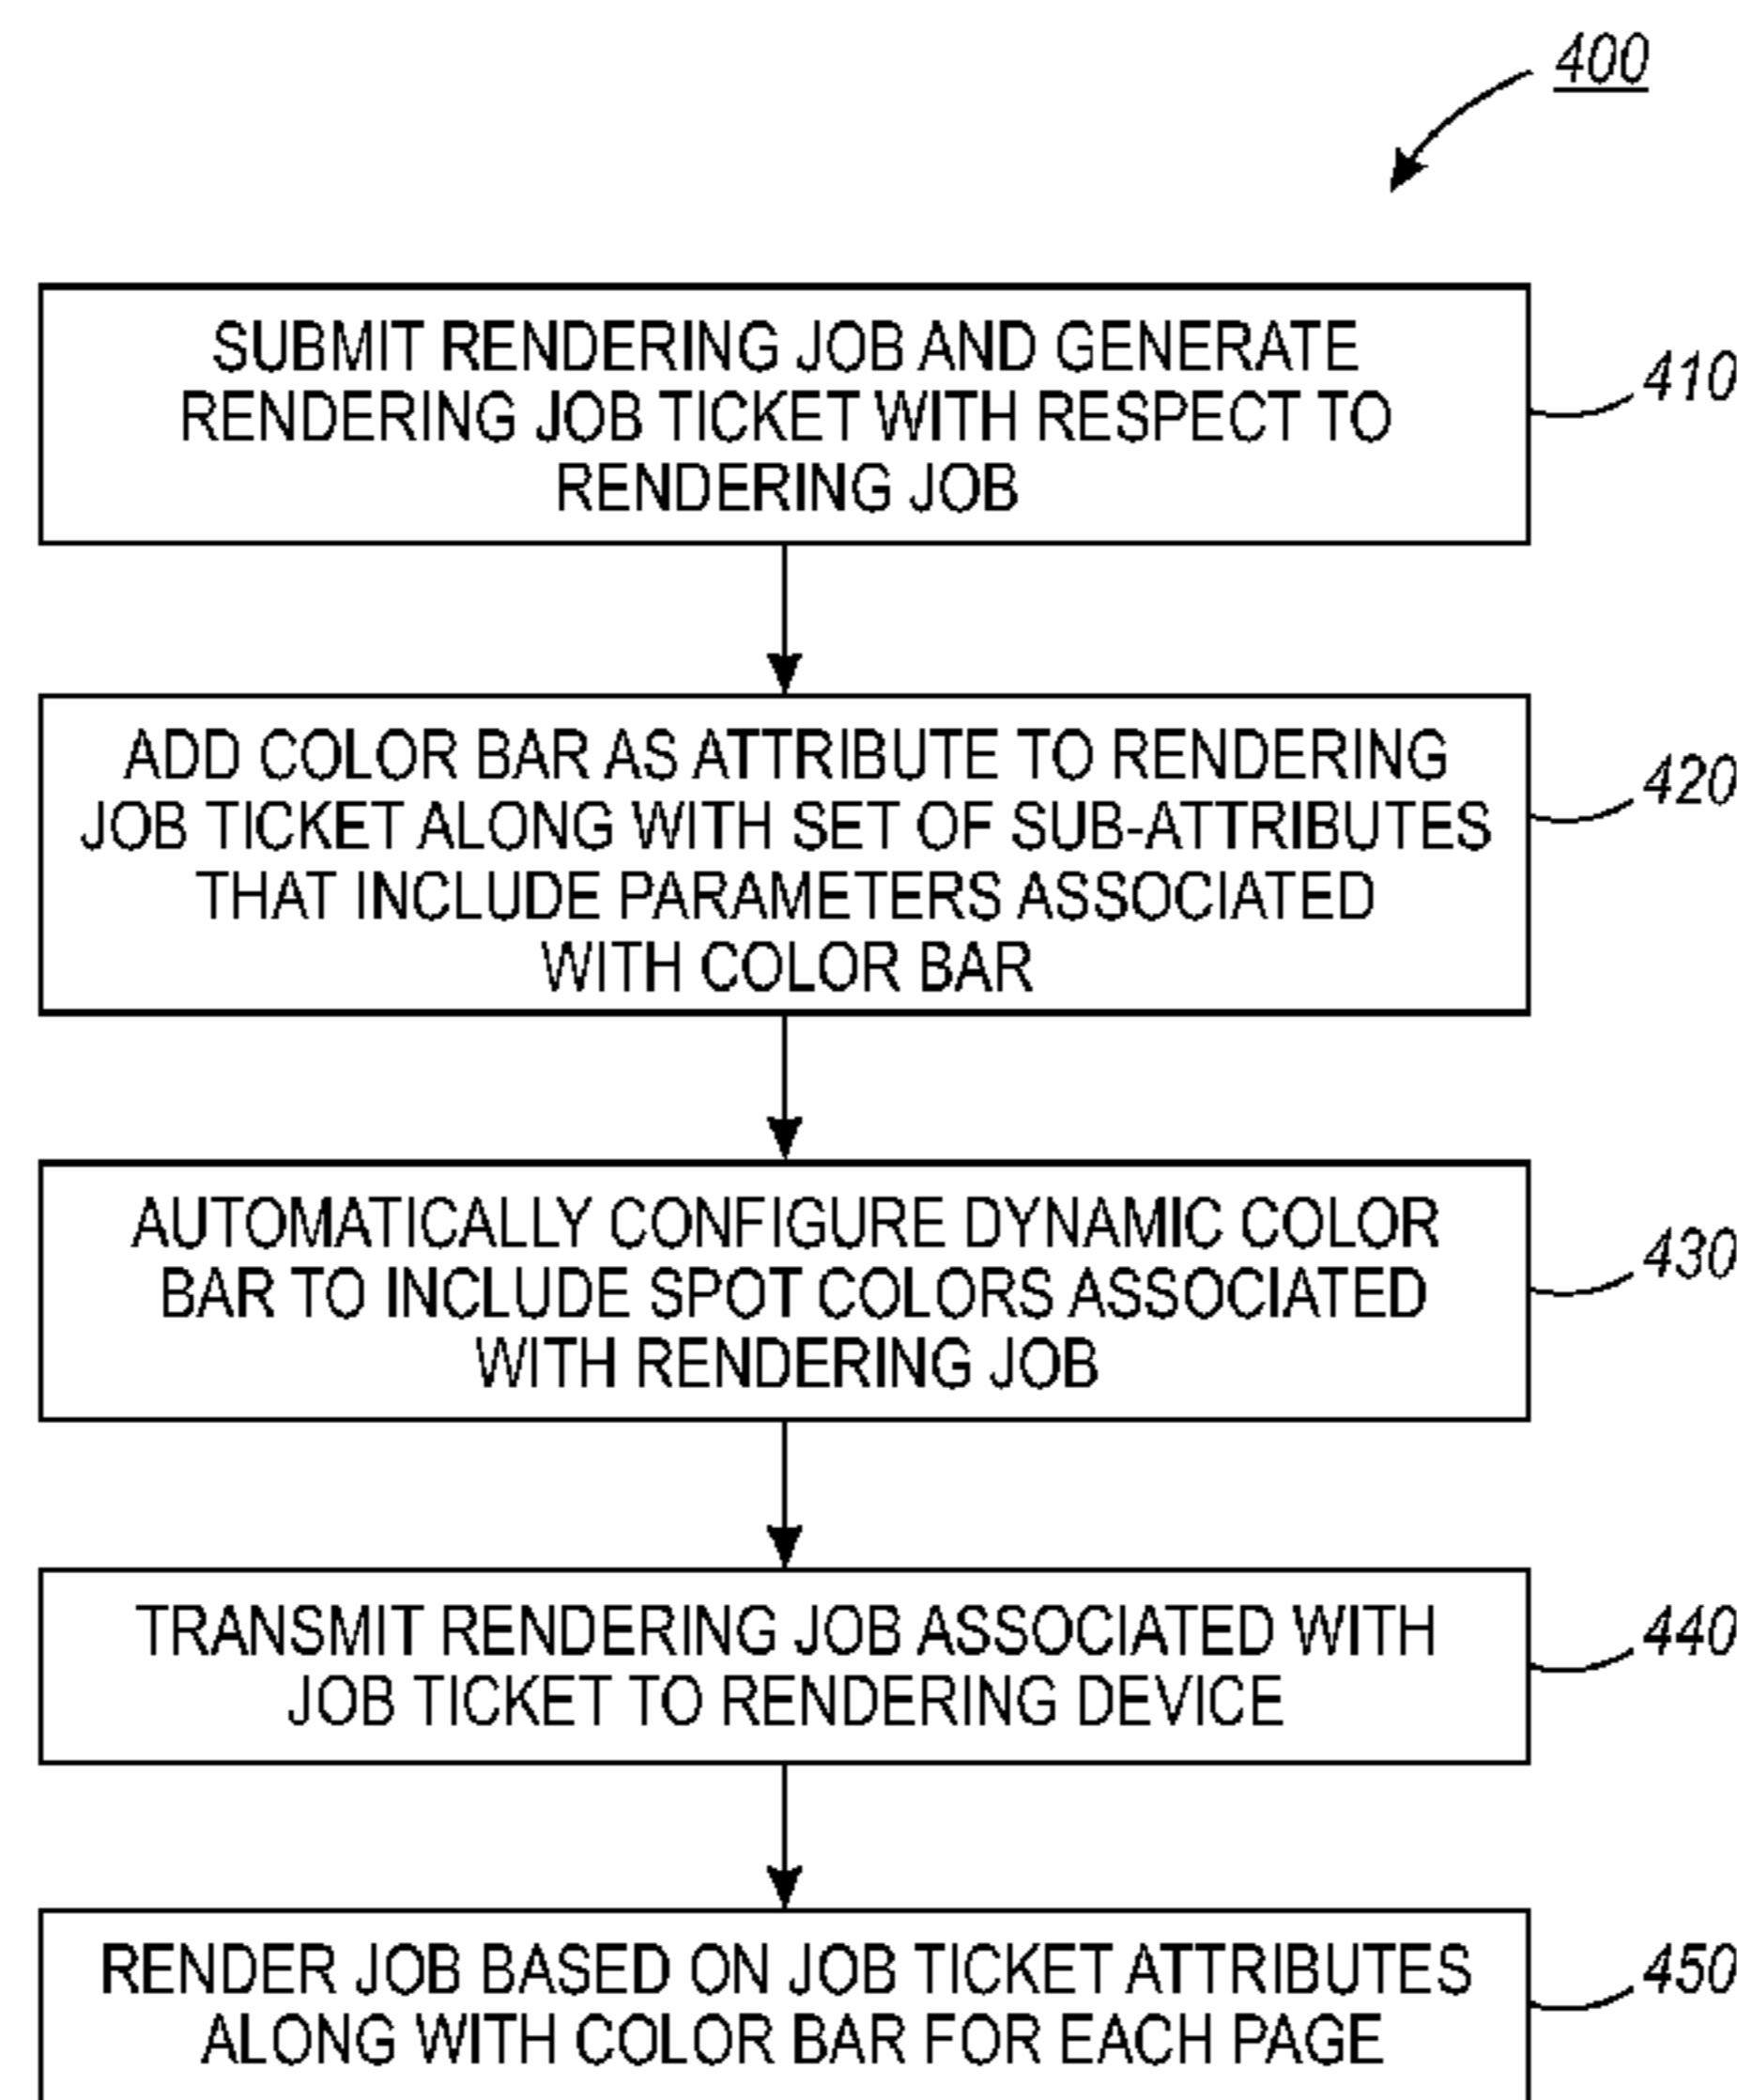 400
SUBMIT RENDERING JOB AND GENERATE
RENDERING JOB TICKET WITH RESPECT TO
RENDERING JOB
410
ADD COLOR BAR AS ATTRIBUTE TO RENDERING
JOB TICKET ALONG WITH SET OF SUB-ATTRIBUTES
THAT INCLUDE PARAMETERS ASSOCIATED
WITH COLOR BAR
420
AUTOMATICALLY CONFIGURE DYNAMIC COLOR
BAR TO INCLUDE SPOT COLORS ASSOCIATED
WITH RENDERING JOB
430
TRANSMIT RENDERING JOB ASSOCIATED WITH
JOB TICKET TO RENDERING DEVICE
440
RENDER JOB BASED ON JOB TICKET ATTRIBUTES
ALONG WITH COLOR BAR FOR EACH PAGE
450